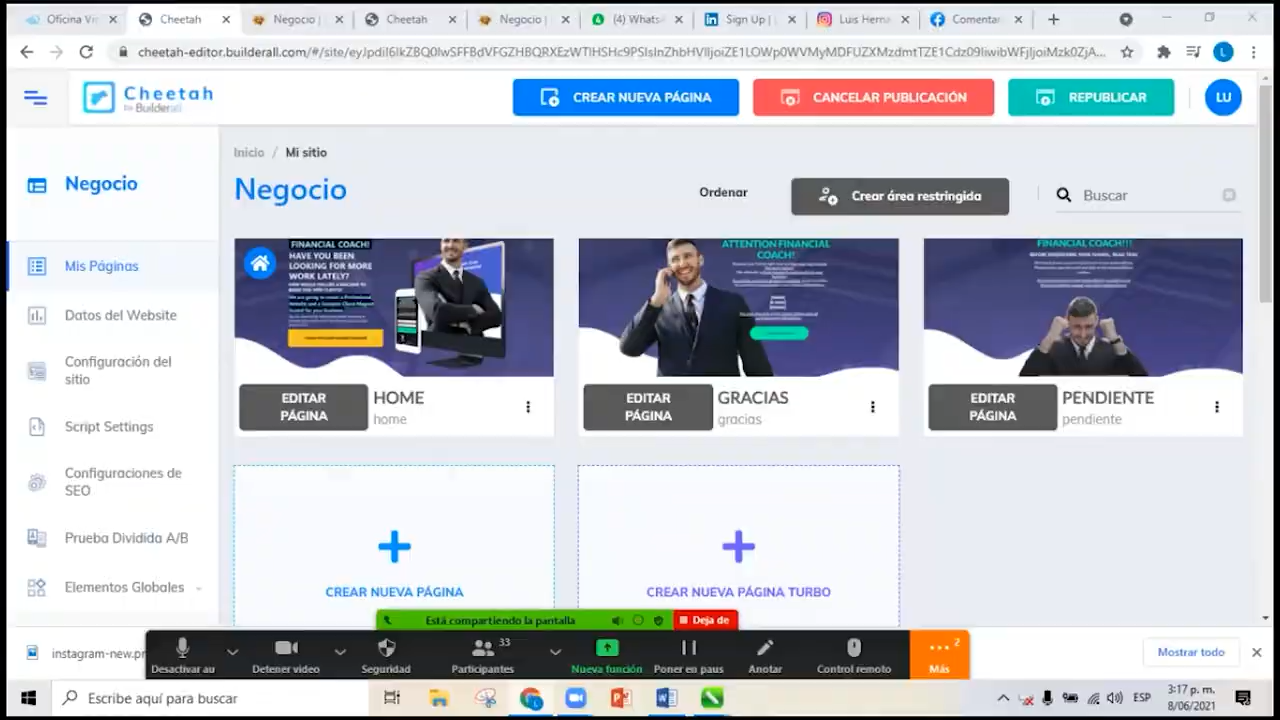 Oficina Vi
Cheetah
Negocio |
Cheetah
Negocio |
(4) Whats
Sign Up |
Luis Herna
Comentar
cheetah-editor.builderall.com/#/site/
L
Cheetah
by Builderall
CREAR NUEVA PÁGINA
CANCELAR PUBLICACIÓN
REPUBLICAR
LU
Negocio
Mis Páginas
Datos del Website
Configuración del
sitio
Script Settings
Configuraciones de
SEO
Prueba Dividida A/B
Elementos Globales
Inicio / Mi sitio
Negocio
Ordenar
Crear área restringida
Buscar
FINANCIAL COACH!
HAVE YOU BEEN
LOOKING FOR MORE
WORK LATELY?
EDITAR
PÁGINA
HOME
home
ATTENTION FINANCIAL
COACH!
EDITAR
PÁGINA
GRACIAS
gracias
FINANCIAL COACH!!!
EDITAR
PÁGINA
PENDIENTE
pendiente
CREAR NUEVA PÁGINA
CREAR NUEVA PÁGINA TURBO
Está compartiendo la pantalla
Deja de
instagram-new.pn
Desactivar au
Detener video
Seguridad
33
Participantes
Nueva función
Poner en paus
Anotar
Control remoto
2
Más
Mostrar todo
Escribe aquí para buscar
ESP
3:17 p. m.
8/06/2021